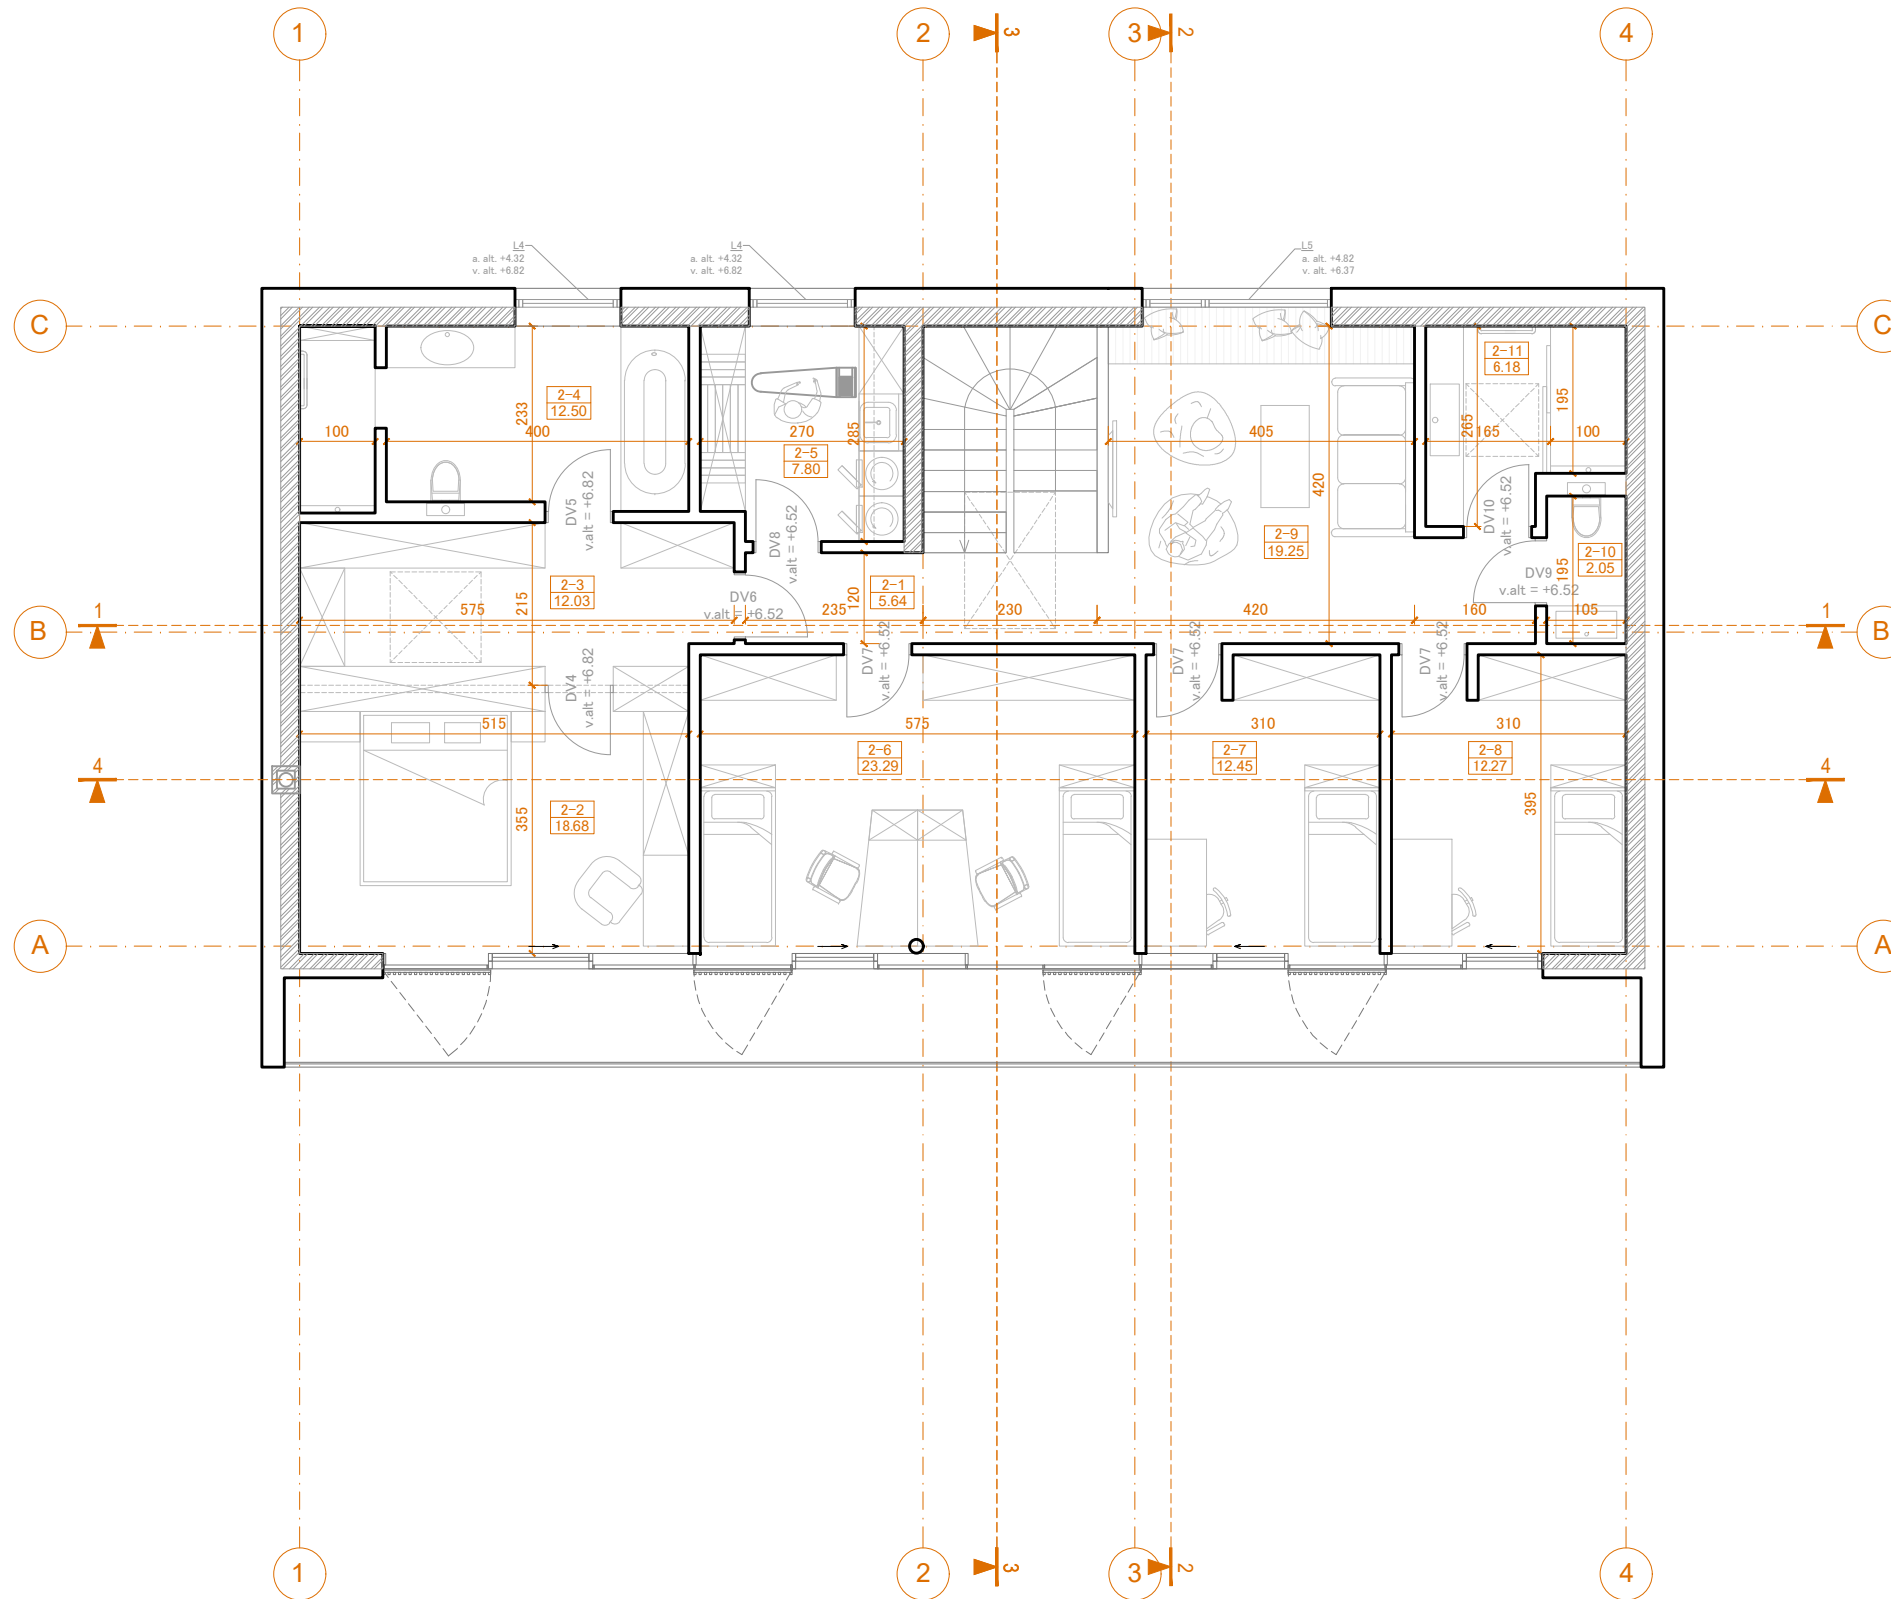 1
2
3
3
2
4
L4
a. alt. +4.32
v. alt. +6.82
L4
a. alt. +4.32
v. alt. +6.82
L5
a. alt. +4.82
v. alt. +6.37
C
C
2-4
12.50
233
100
400
270
285
2-5
7.80
405
420
2-11
6.18
265
165
195
100
DV5
v.alt = +6.82
DV8
v.alt = +6.52
2-9
19.25
DV10
v.alt = +6.52
2-10
2.05
195
2-3
12.03
215
575
DV6
v.alt = +6.52
235
120
2-1
5.64
230
420
DV9
v.alt = +6.52
160
105
1
1
B
B
DV4
v.alt = +6.82
DV7
v.alt = +6.52
DV7
v.alt = +6.52
DV7
v.alt = +6.52
515
575
310
310
4
4
2-6
23.29
2-7
12.45
2-8
12.27
355
2-2
18.68
395
A
A
1
2
3
3
2
4